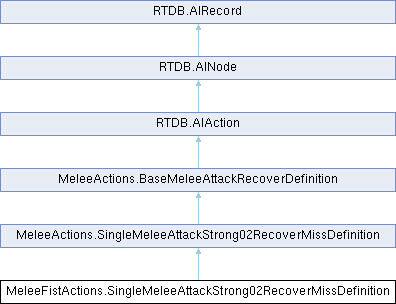 RTDB.AIRecord
RTDB.AINode
RTDB.AIAction
MeleeActions.BaseMeleeAttackRecoverDefinition
MeleeActions.SingleMeleeAttackStrong02RecoverMissDefinition
MeleeFistActions.SingleMeleeAttackStrong02RecoverMissDefinition